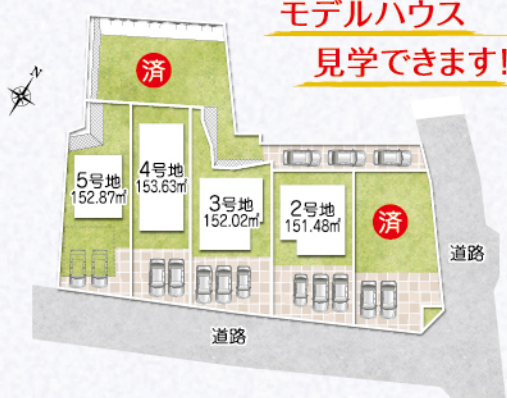 モデルハウス
見学できます!
N
済
5号地
152.87㎡
4号地
153.63㎡
3号地
152.02㎡
2号地
151.48㎡
済
道路
道路